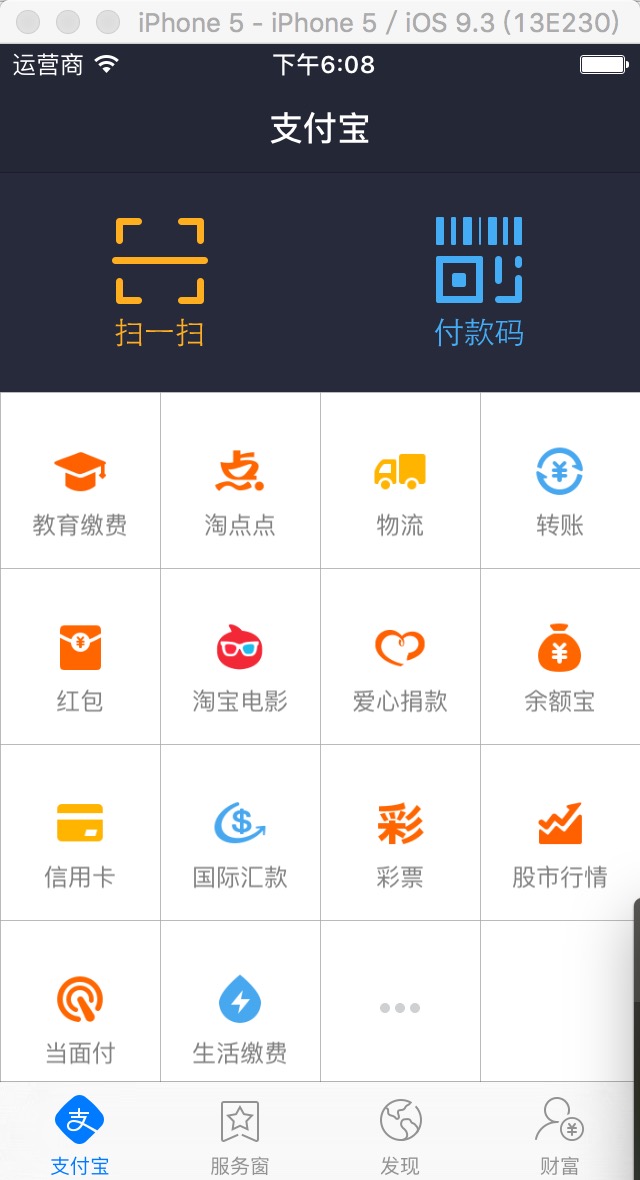 iPhone 5 - iPhone 5 / iOS 9.3 (13E230)
运营商 下午6:08
支付宝
扫一扫 付款码
教育缴费 淘点点 物流 转账
红包 淘宝电影 爱心捐款 余额宝
信用卡 国际汇款 彩 彩票 股市行情
当面付 生活缴费
支付宝 服务窗 发现 财富